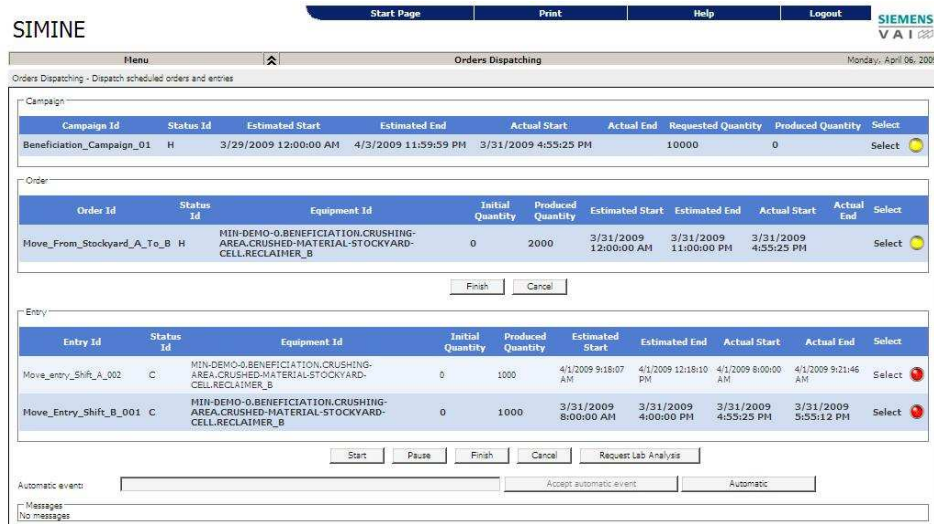 Start Page Print Help Logout
SIMINE
SIEMENS
VAI
Menu Orders Dispatching Monday, April 06, 2009
Orders Dispatching - Dispatch scheduled orders and entries
Campaign
Campaign Id Status Id Estimated Start Estimated End Actual Start Actual End Requested Quantity Produced Quantity Select
Beneficiation_Campaign_01 H 3/29/2009 12:00:00 AM 4/3/2009 11:59:59 PM 3/31/2009 4:55:25 PM 10000 0 Select
Order
Order Id Status Id Equipment Id Initial Quantity Produced Quantity Estimated Start Estimated End Actual Start Actual End Select
Move_From_Stockyard_A_To_B H MIN-DEMO-0.BENEFICIATION.CRUSHING-AREA.CRUSHED-MATERIAL-STOCKYARD-CELL.RECLAIMER_B 0 2000 3/31/2009 12:00:00 AM 3/31/2009 11:00:00 PM 3/31/2009 4:55:25 PM Select
Finish Cancel
Entry
Entry Id Status Id Equipment Id Initial Quantity Produced Quantity Estimated Start Estimated End Actual Start Actual End Select
Move_entry_Shift_A_002 C MIN-DEMO-0.BENEFICIATION.CRUSHING-AREA.CRUSHED-MATERIAL-STOCKYARD-CELL.RECLAIMER_B 0 1000 4/1/2009 9:18:07 AM 4/1/2009 12:18:10 PM 4/1/2009 8:00:00 AM 4/1/2009 9:21:46 AM Select
Move_Entry_Shift_B_001 C MIN-DEMO-0.BENEFICIATION.CRUSHING-AREA.CRUSHED-MATERIAL-STOCKYARD-CELL.RECLAIMER_B 0 1000 3/31/2009 8:00:00 AM 3/31/2009 4:00:00 PM 3/31/2009 4:55:25 PM 3/31/2009 5:55:12 PM Select
Start Pause Finish Cancel Request Lab Analysis
Automatic event: Accept automatic event Automatic
Messages
No messages